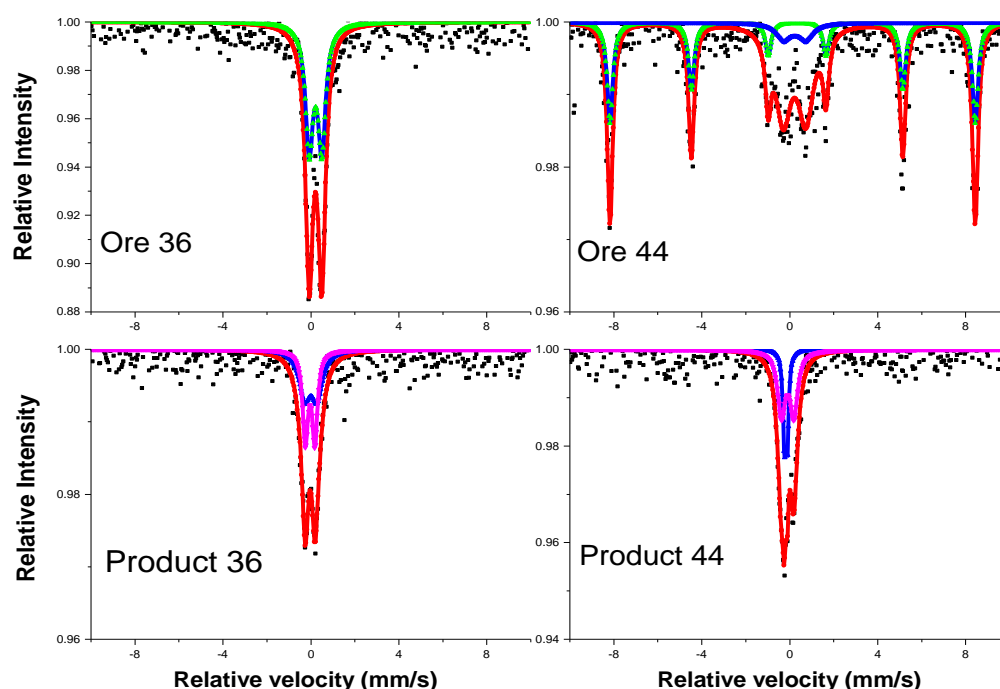 Relative Intensity
1.00
0.98
0.96
0.94
0.92
0.90
0.88
Ore 36
-8 -4 0 4 8
Relative Intensity
1.00
0.98
0.96
Ore 44
-8 -4 0 4 8
Relative Intensity
1.00
0.98
0.96
Product 36
-8 -4 0 4 8
Relative velocity (mm/s)
1.00
0.98
0.96
0.94
Product 44
-8 -4 0 4 8
Relative velocity (mm/s)